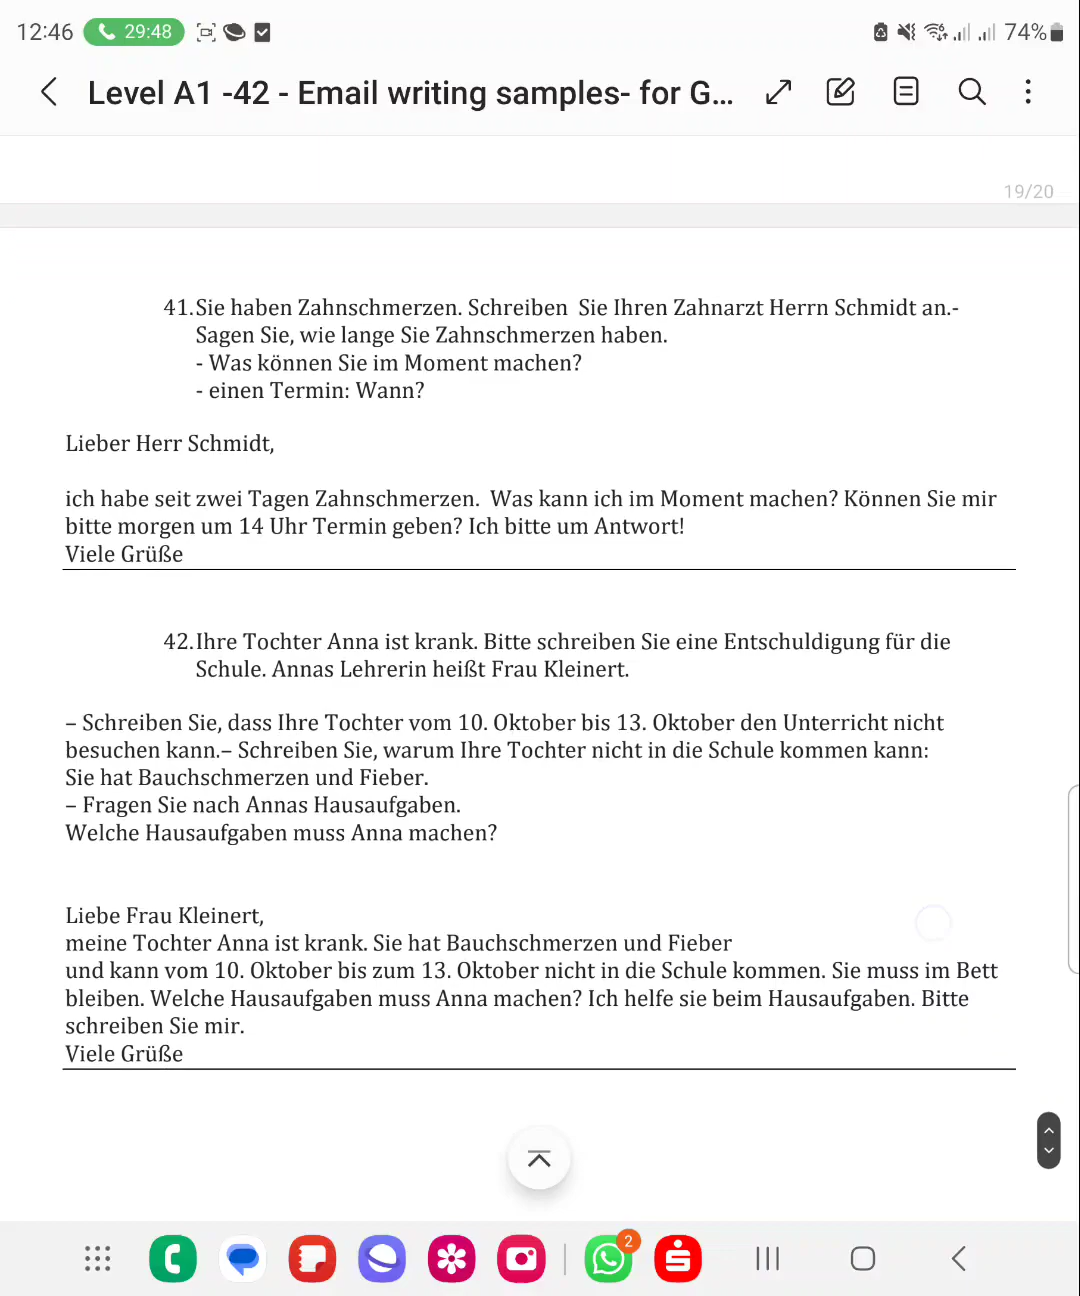 12:46 29:48 74%
Level A1 -42 - Email writing samples- for G...
19/20
41.Sie haben Zahnschmerzen. Schreiben  Sie Ihren Zahnarzt Herrn Schmidt an.-
Sagen Sie, wie lange Sie Zahnschmerzen haben.
- Was können Sie im Moment machen?
- einen Termin: Wann?
Lieber Herr Schmidt,
ich habe seit zwei Tagen Zahnschmerzen.  Was kann ich im Moment machen? Können Sie mir
bitte morgen um 14 Uhr Termin geben? Ich bitte um Antwort!
Viele Grüße
42.Ihre Tochter Anna ist krank. Bitte schreiben Sie eine Entschuldigung für die
Schule. Annas Lehrerin heißt Frau Kleinert.
– Schreiben Sie, dass Ihre Tochter vom 10. Oktober bis 13. Oktober den Unterricht nicht
besuchen kann.– Schreiben Sie, warum Ihre Tochter nicht in die Schule kommen kann:
Sie hat Bauchschmerzen und Fieber.
– Fragen Sie nach Annas Hausaufgaben.
Welche Hausaufgaben muss Anna machen?
Liebe Frau Kleinert,
meine Tochter Anna ist krank. Sie hat Bauchschmerzen und Fieber
und kann vom 10. Oktober bis zum 13. Oktober nicht in die Schule kommen. Sie muss im Bett
bleiben. Welche Hausaufgaben muss Anna machen? Ich helfe sie beim Hausaufgaben. Bitte
schreiben Sie mir.
Viele Grüße
2